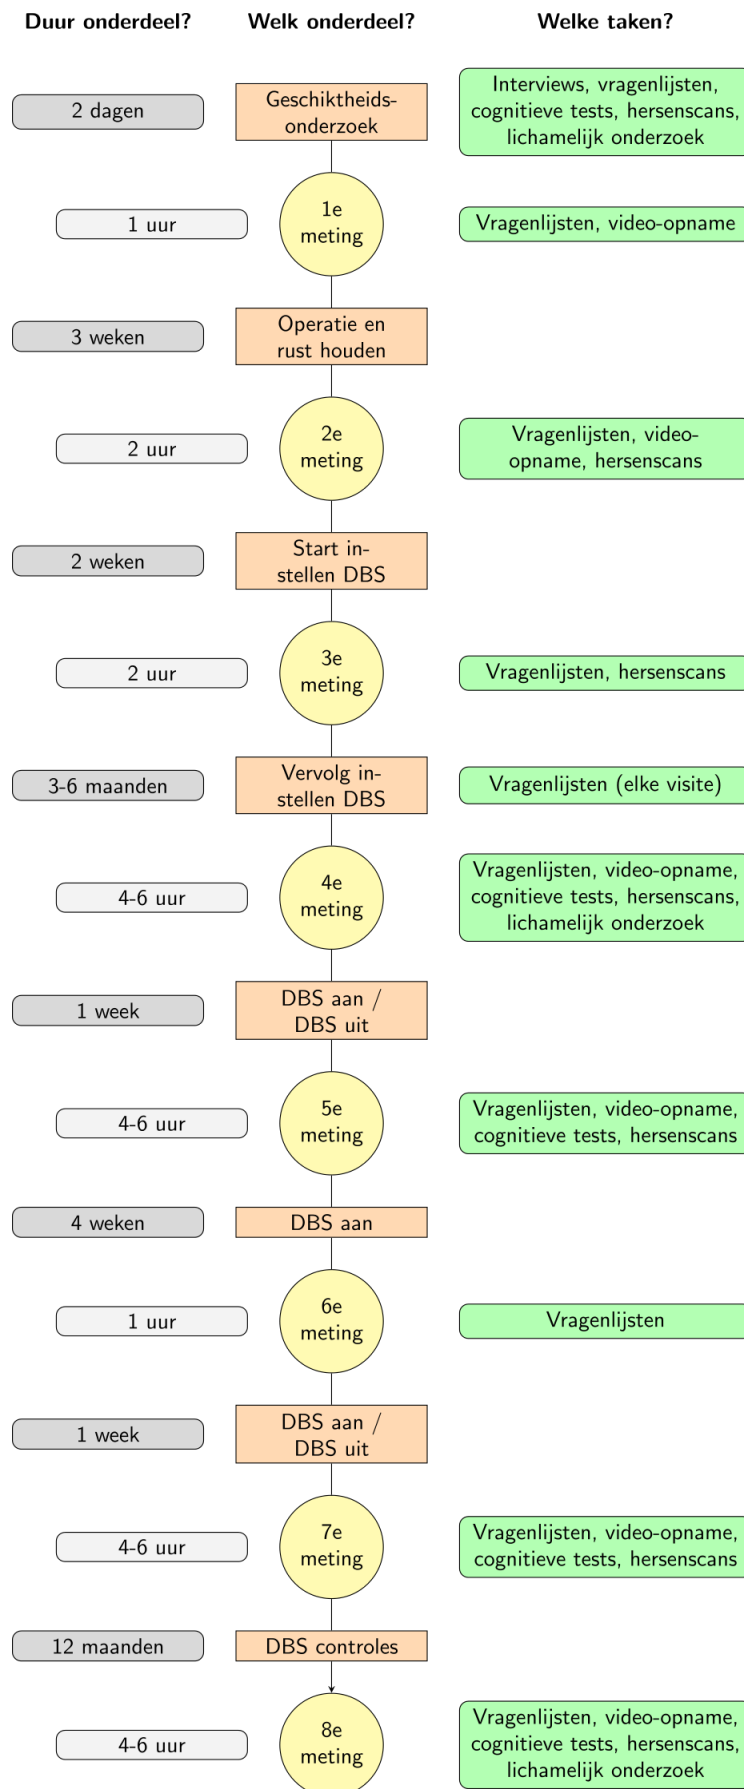 Duur onderdeel? Welk onderdeel? Welke taken?
2 dagen
Geschiktheids-
onderzoek
Interviews, vragenlijsten,
cognitieve tests, hersenscans,
lichamelijk onderzoek
1 uur
1e
meting
Vragenlijsten, video-opname
3 weken
Operatie en
rust houden
2 uur
2e
meting
Vragenlijsten, video-
opname, hersenscans
2 weken
Start in-
stellen DBS
2 uur
3e
meting
Vragenlijsten, hersenscans
3-6 maanden
Vervolg in-
stellen DBS
Vragenlijsten (elke visite)
4-6 uur
4e
meting
Vragenlijsten, video-opname,
cognitieve tests, hersenscans,
lichamelijk onderzoek
1 week
DBS aan /
DBS uit
4-6 uur
5e
meting
Vragenlijsten, video-opname,
cognitieve tests, hersenscans
4 weken
DBS aan
1 uur
6e
meting
Vragenlijsten
1 week
DBS aan /
DBS uit
4-6 uur
7e
meting
Vragenlijsten, video-opname,
cognitieve tests, hersenscans
12 maanden
DBS controles
4-6 uur
8e
meting
Vragenlijsten, video-opname,
cognitieve tests, hersenscans,
lichamelijk onderzoek